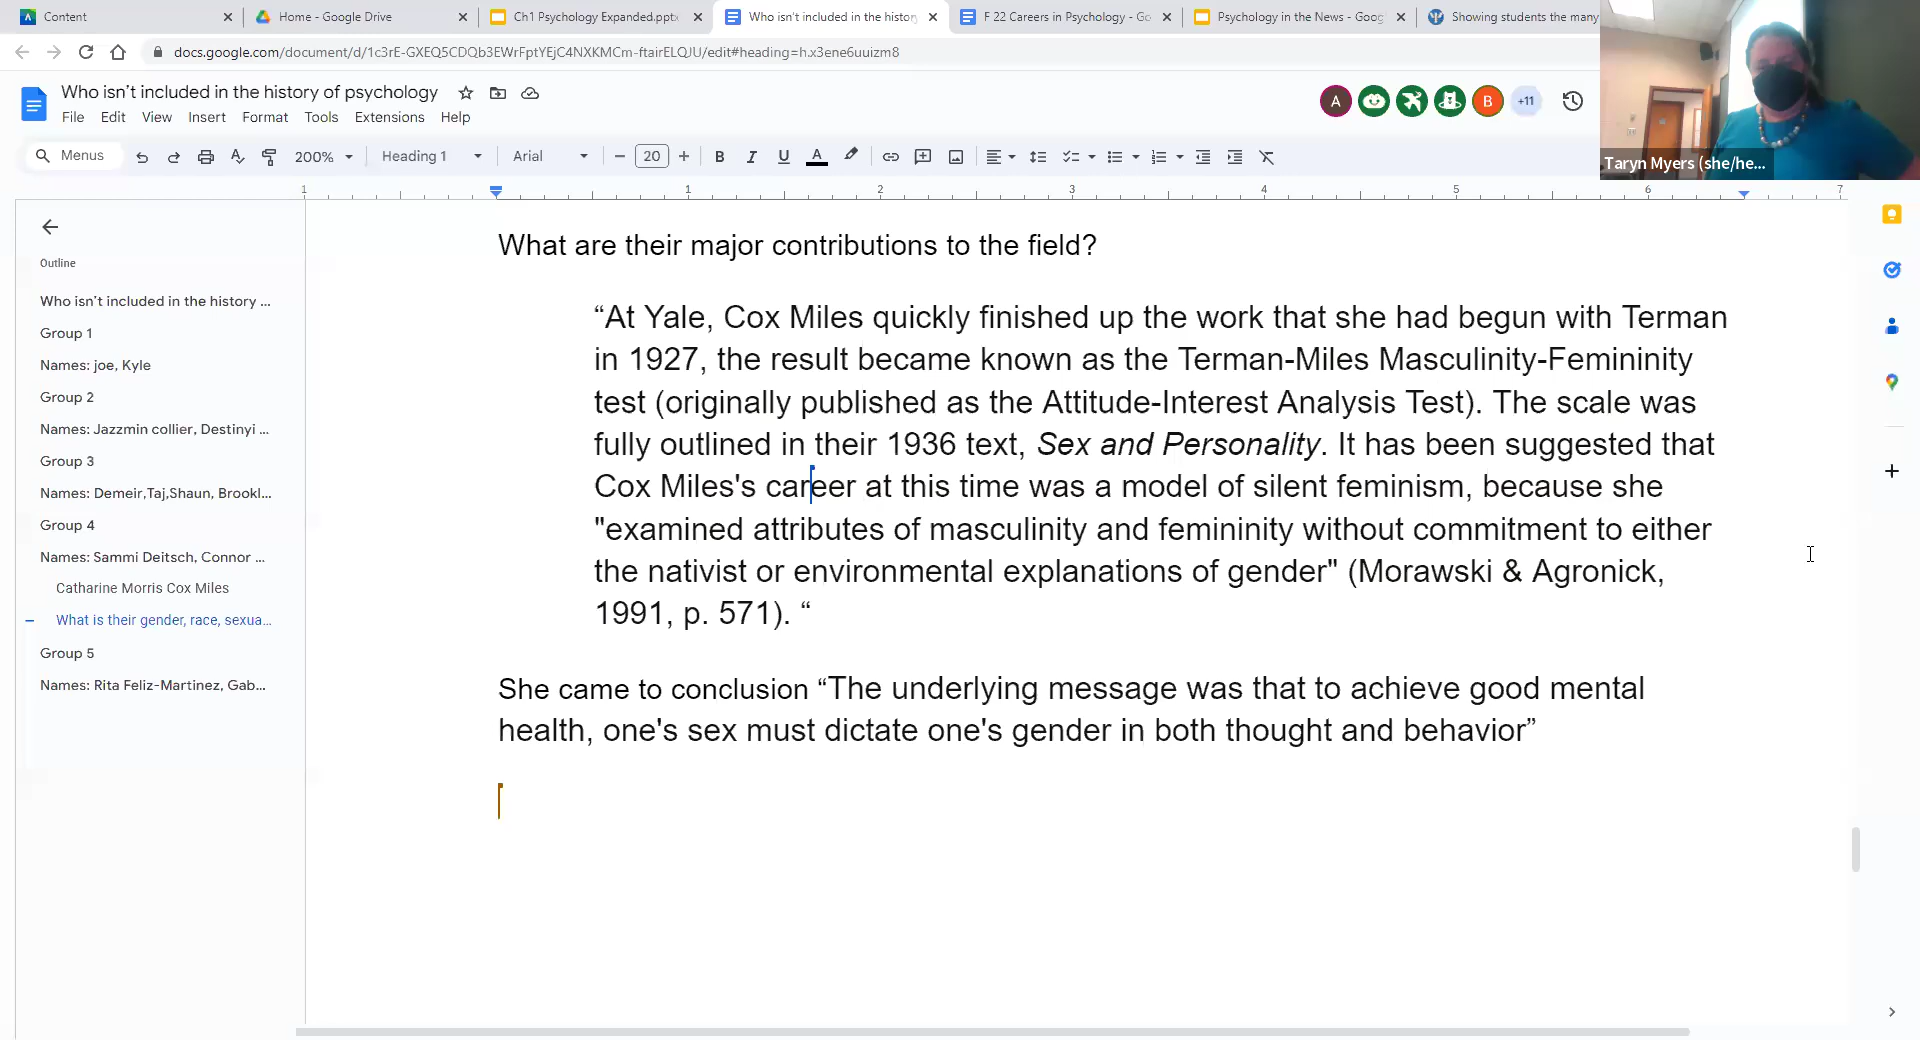 Content
Home - Google Drive
Ch1 Psychology Expanded.pptx
Who isn't included in the history
F 22 Careers in Psychology - Go
Psychology in the News - Goog
Showing students the many
docs.google.com/document/d/1c3rE-GXEQ5CDQb3EWrFptYEjC4NXKMCm-ftairELQJU/edit#heading=h.x3ene6uuizm8
Who isn't included in the history of psychology
A
B
+11
File Edit View Insert Format Tools Extensions Help
Menus
200%
Heading 1
Arial
20
B I U A
Taryn Myers (she/he...
1 1 2 3 4 5 6 7
Outline
Who isn't included in the history ...
Group 1
Names: joe, Kyle
Group 2
Names: Jazzmin collier, Destinyi ...
Group 3
Names: Demeir,Taj,Shaun, Brookl...
Group 4
Names: Sammi Deitsch, Connor ...
Catharine Morris Cox Miles
What is their gender, race, sexua...
Group 5
Names: Rita Feliz-Martinez, Gab...
What are their major contributions to the field?
“At Yale, Cox Miles quickly finished up the work that she had begun with Terman
in 1927, the result became known as the Terman-Miles Masculinity-Femininity
test (originally published as the Attitude-Interest Analysis Test). The scale was
fully outlined in their 1936 text, Sex and Personality. It has been suggested that
Cox Miles's career at this time was a model of silent feminism, because she
"examined attributes of masculinity and femininity without commitment to either
the nativist or environmental explanations of gender" (Morawski & Agronick,
1991, p. 571). “
She came to conclusion “The underlying message was that to achieve good mental
health, one's sex must dictate one's gender in both thought and behavior”